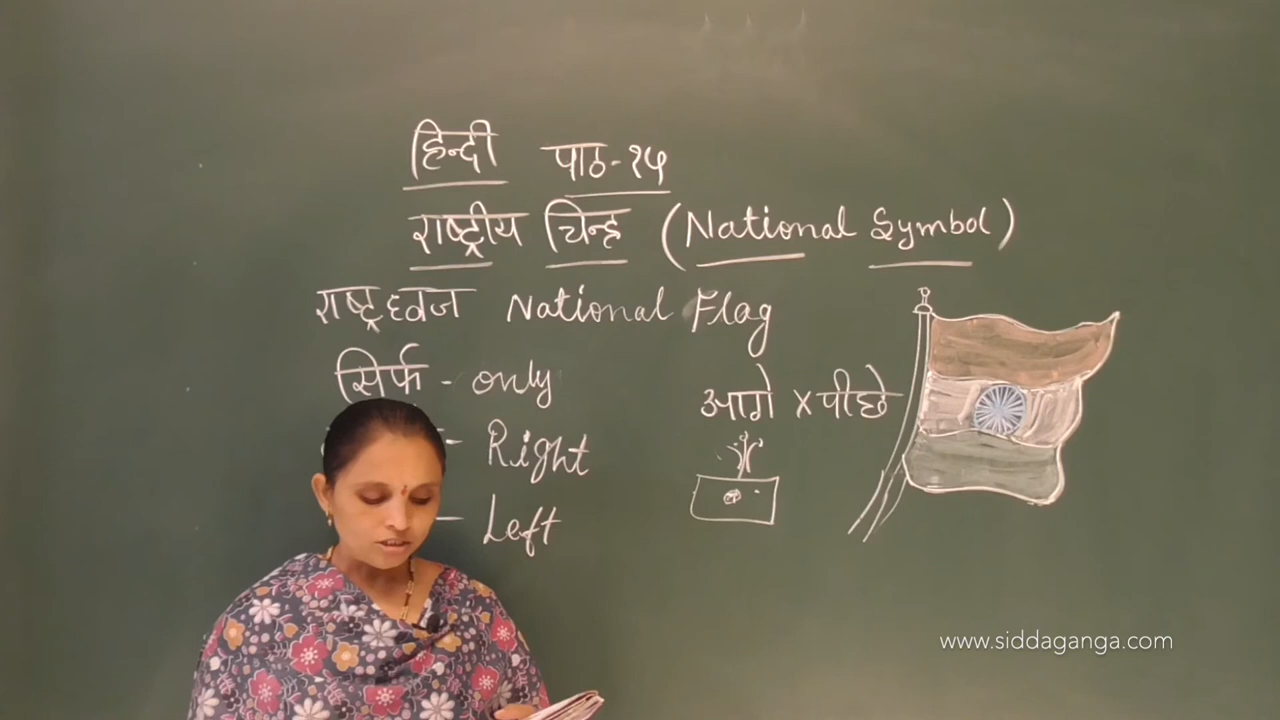 हिन्दी पाठ-१५
राष्ट्रीय चिन्ह (National Symbol)
राष्ट्रध्वज National Flag
सिर्फ - only
आगे x पीछे
- Right
- Left
www.siddaganga.com